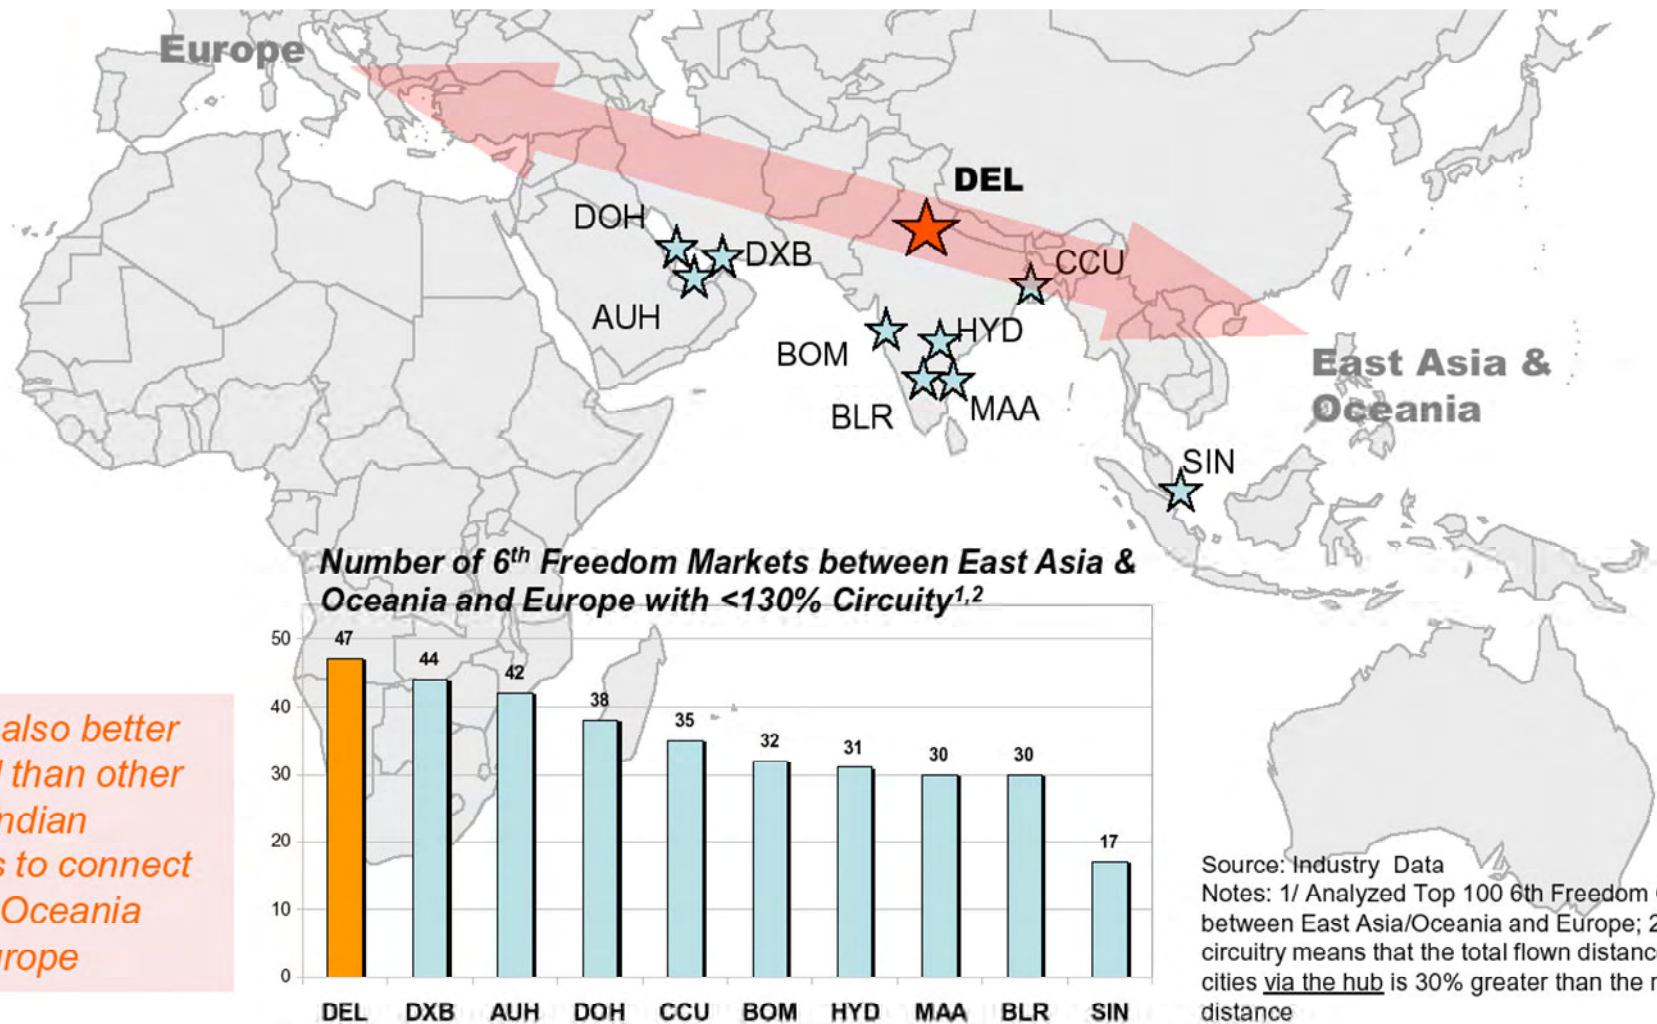 Europe
DEL
DOH
DXB
CCU
AUH
HYD
BOM
East Asia &
Oceania
BLR
MAA
SIN
Number of 6th Freedom Markets between East Asia &
Oceania and Europe with <130% Circuity1,2
50
40
30
20
10
0
47
44
42
38
35
32
31
30
30
17
DEL DXB AUH DOH CCU BOM HYD MAA BLR SIN
also better
than other
ndian
s to connect
Oceania
urope
Source: Industry Data
Notes: 1/ Analyzed Top 100 6th Freedom
between East Asia/Oceania and Europe; 2
circuitry means that the total flown distanc
cities via the hub is 30% greater than the
distance